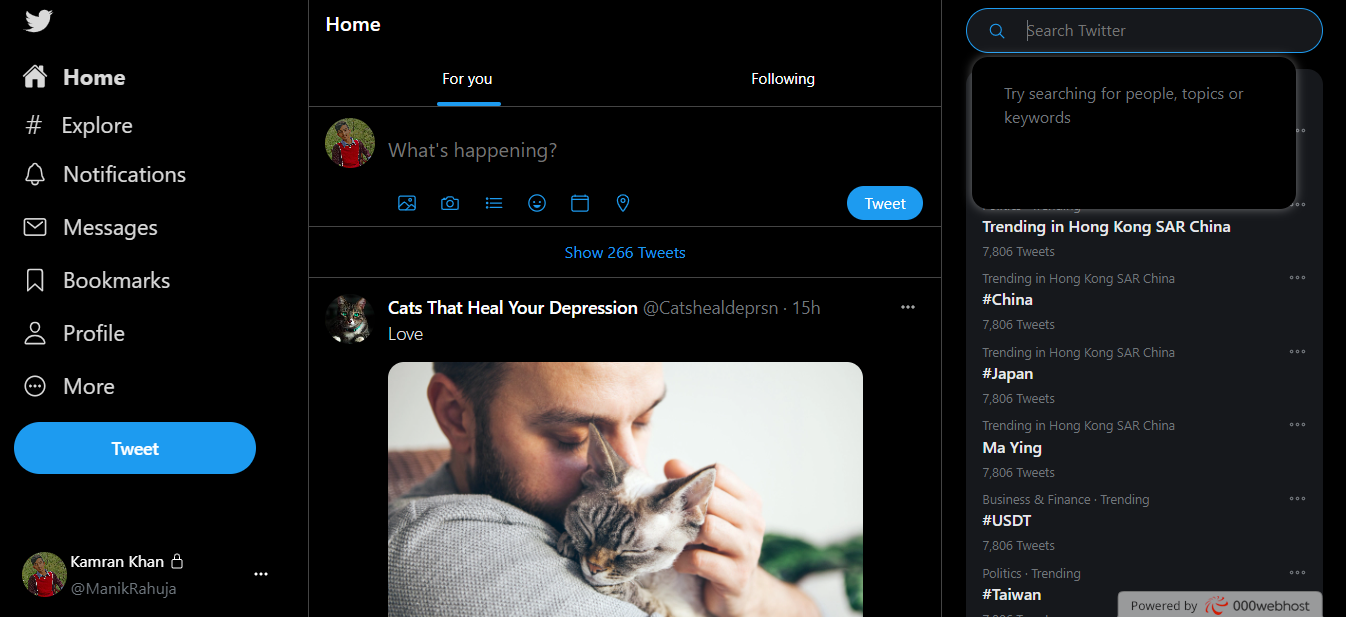 Home
Explore
Notifications
Messages
Bookmarks
Profile
More
Tweet
Kamran Khan
@ManikRahuja
Home
For you
Following
What's happening?
Tweet
Show 266 Tweets
Cats That Heal Your Depression @Catshealdeprsn · 15h
Love
Search Twitter
Try searching for people, topics or
keywords
Politics · Trending
Trending in Hong Kong SAR China
7,806 Tweets
Trending in Hong Kong SAR China
#China
7,806 Tweets
Trending in Hong Kong SAR China
#Japan
7,806 Tweets
Trending in Hong Kong SAR China
Ma Ying
7,806 Tweets
Business & Finance · Trending
#USDT
7,806 Tweets
Politics · Trending
#Taiwan
Powered by 000webhost